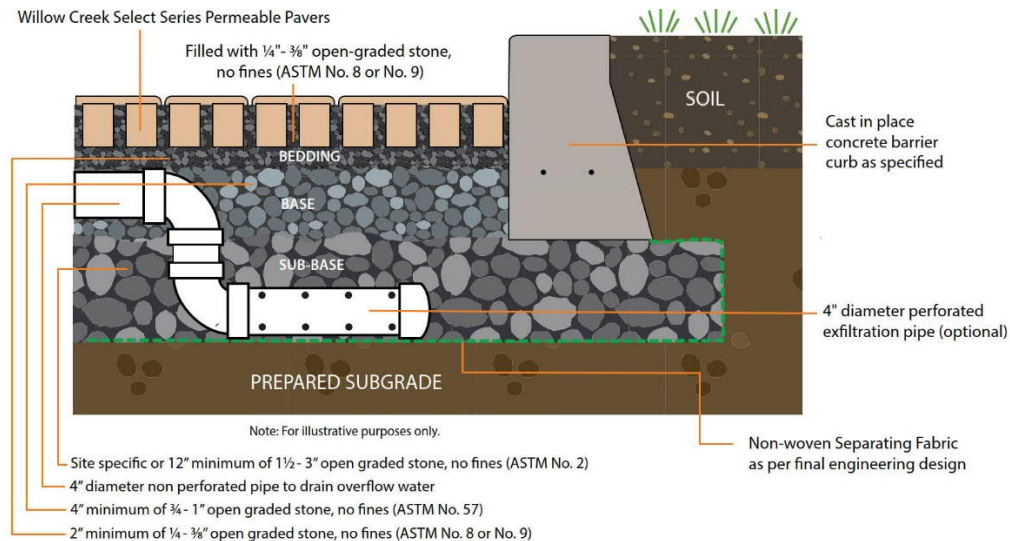 Willow Creek Select Series Permeable Pavers
Filled with ¼"- ⅜" open-graded stone,
no fines (ASTM No. 8 or No. 9)
SOIL
Cast in place
concrete barrier
curb as specified
BEDDING
BASE
SUB-BASE
4" diameter perforated
exfiltration pipe (optional)
PREPARED SUBGRADE
Note: For illustrative purposes only.
Non-woven Separating Fabric
as per final engineering design
Site specific or 12” minimum of 1½ - 3” open graded stone, no fines (ASTM No. 2)
4” diameter non perforated pipe to drain overflow water
4” minimum of ¾ - 1” open graded stone, no fines (ASTM No. 57)
2” minimum of ¼ - ⅜” open graded stone, no fines (ASTM No. 8 or No. 9)